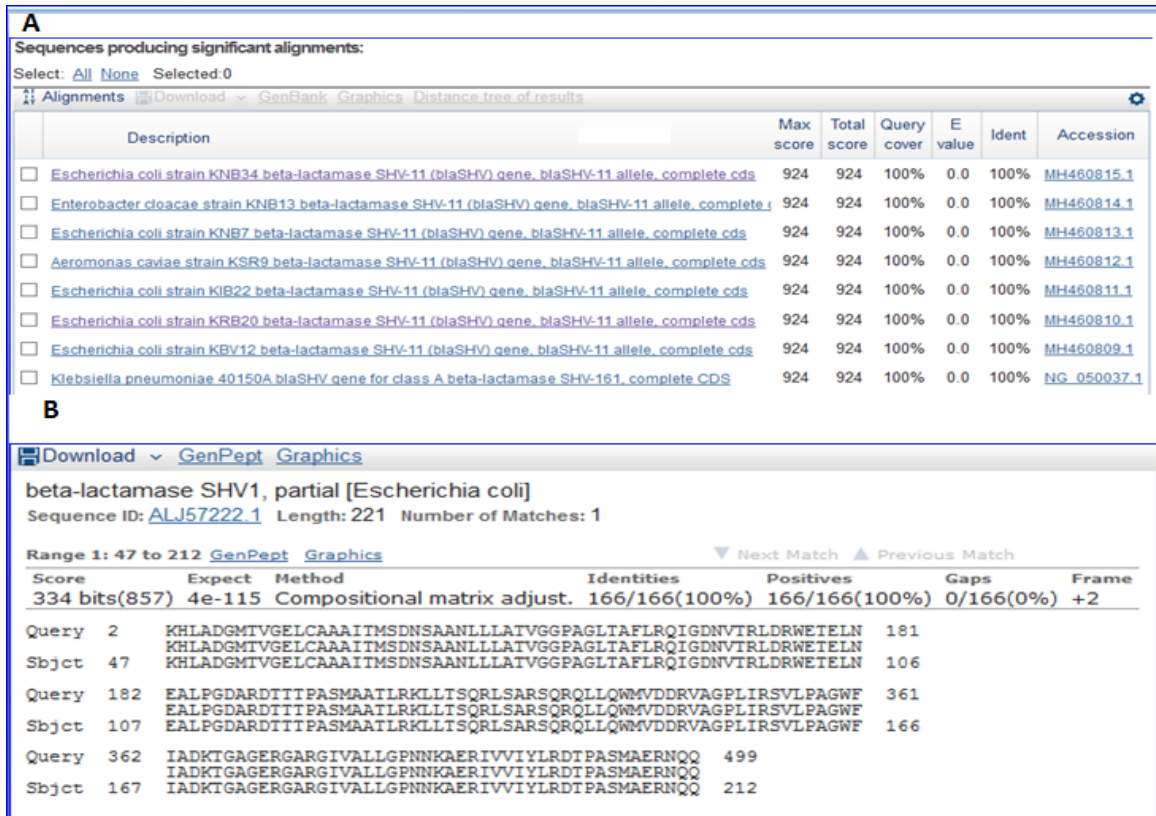 A
Sequences producing significant alignments:
Select: All None Selected:0
Alignments Download GenBank Graphics Distance tree of results
Description Max score Total score Query cover E value Ident Accession
Escherichia coli strain KNB34 beta-lactamase SHV-11 (blaSHV) gene, blaSHV-11 allele, complete cds 924 924 100% 0.0 100% MH460815.1
Enterobacter cloacae strain KNB13 beta-lactamase SHV-11 (blaSHV) gene, blaSHV-11 allele, complete c 924 924 100% 0.0 100% MH460814.1
Escherichia coli strain KNB7 beta-lactamase SHV-11 (blaSHV) gene, blaSHV-11 allele, complete cds 924 924 100% 0.0 100% MH460813.1
Aeromonas caviae strain KSR9 beta-lactamase SHV-11 (blaSHV) gene, blaSHV-11 allele, complete cds 924 924 100% 0.0 100% MH460812.1
Escherichia coli strain KIB22 beta-lactamase SHV-11 (blaSHV) gene, blaSHV-11 allele, complete cds 924 924 100% 0.0 100% MH460811.1
Escherichia coli strain KRB20 beta-lactamase SHV-11 (blaSHV) gene, blaSHV-11 allele, complete cds 924 924 100% 0.0 100% MH460810.1
Escherichia coli strain KBV12 beta-lactamase SHV-11 (blaSHV) gene, blaSHV-11 allele, complete cds 924 924 100% 0.0 100% MH460809.1
Klebsiella pneumoniae 40150A blaSHV gene for class A beta-lactamase SHV-161, complete CDS 924 924 100% 0.0 100% NG_050037.1
B
Download GenPept Graphics
beta-lactamase SHV1, partial [Escherichia coli]
Sequence ID: ALJ57222.1 Length: 221 Number of Matches: 1
Range 1: 47 to 212 GenPept Graphics Next Match Previous Match
Score Expect Method Identities Positives Gaps Frame
334 bits(857) 4e-115 Compositional matrix adjust. 166/166(100%) 166/166(100%) 0/166(0%) +2
Query 2 KHLADGMTVGELCAAAITMSDNSAANLLLATVGGPAGLTAFLRQIGDNVTRLDRWETELN 181
KHLADGMTVGELCAAAITMSDNSAANLLLATVGGPAGLTAFLRQIGDNVTRLDRWETELN
Sbjct 47 KHLADGMTVGELCAAAITMSDNSAANLLLATVGGPAGLTAFLRQIGDNVTRLDRWETELN 106
Query 182 EALPGDARDTTTPASMAATLRKLLTSQRLSARSQRQLLQWMVDDRVAGPLIRSVLPAGWF 361
EALPGDARDTTTPASMAATLRKLLTSQRLSARSQRQLLQWMVDDRVAGPLIRSVLPAGWF
Sbjct 107 EALPGDARDTTTPASMAATLRKLLTSQRLSARSQRQLLQWMVDDRVAGPLIRSVLPAGWF 166
Query 362 IADKTGAGERGARGIVALLGPNNKAERIVVIYLRDTPASMAERNQQ 499
IADKTGAGERGARGIVALLGPNNKAERIVVIYLRDTPASMAERNQQ
Sbjct 167 IADKTGAGERGARGIVALLGPNNKAERIVVIYLRDTPASMAERNQQ 212